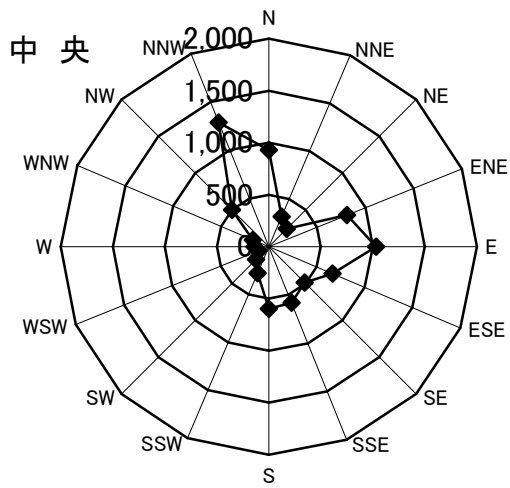 N
中 央
NNW
2,000
NNE
NW
1,500
NE
WNW
1,000
ENE
500
W
0
E
WSW
ESE
SW
SE
SSW
SSE
S